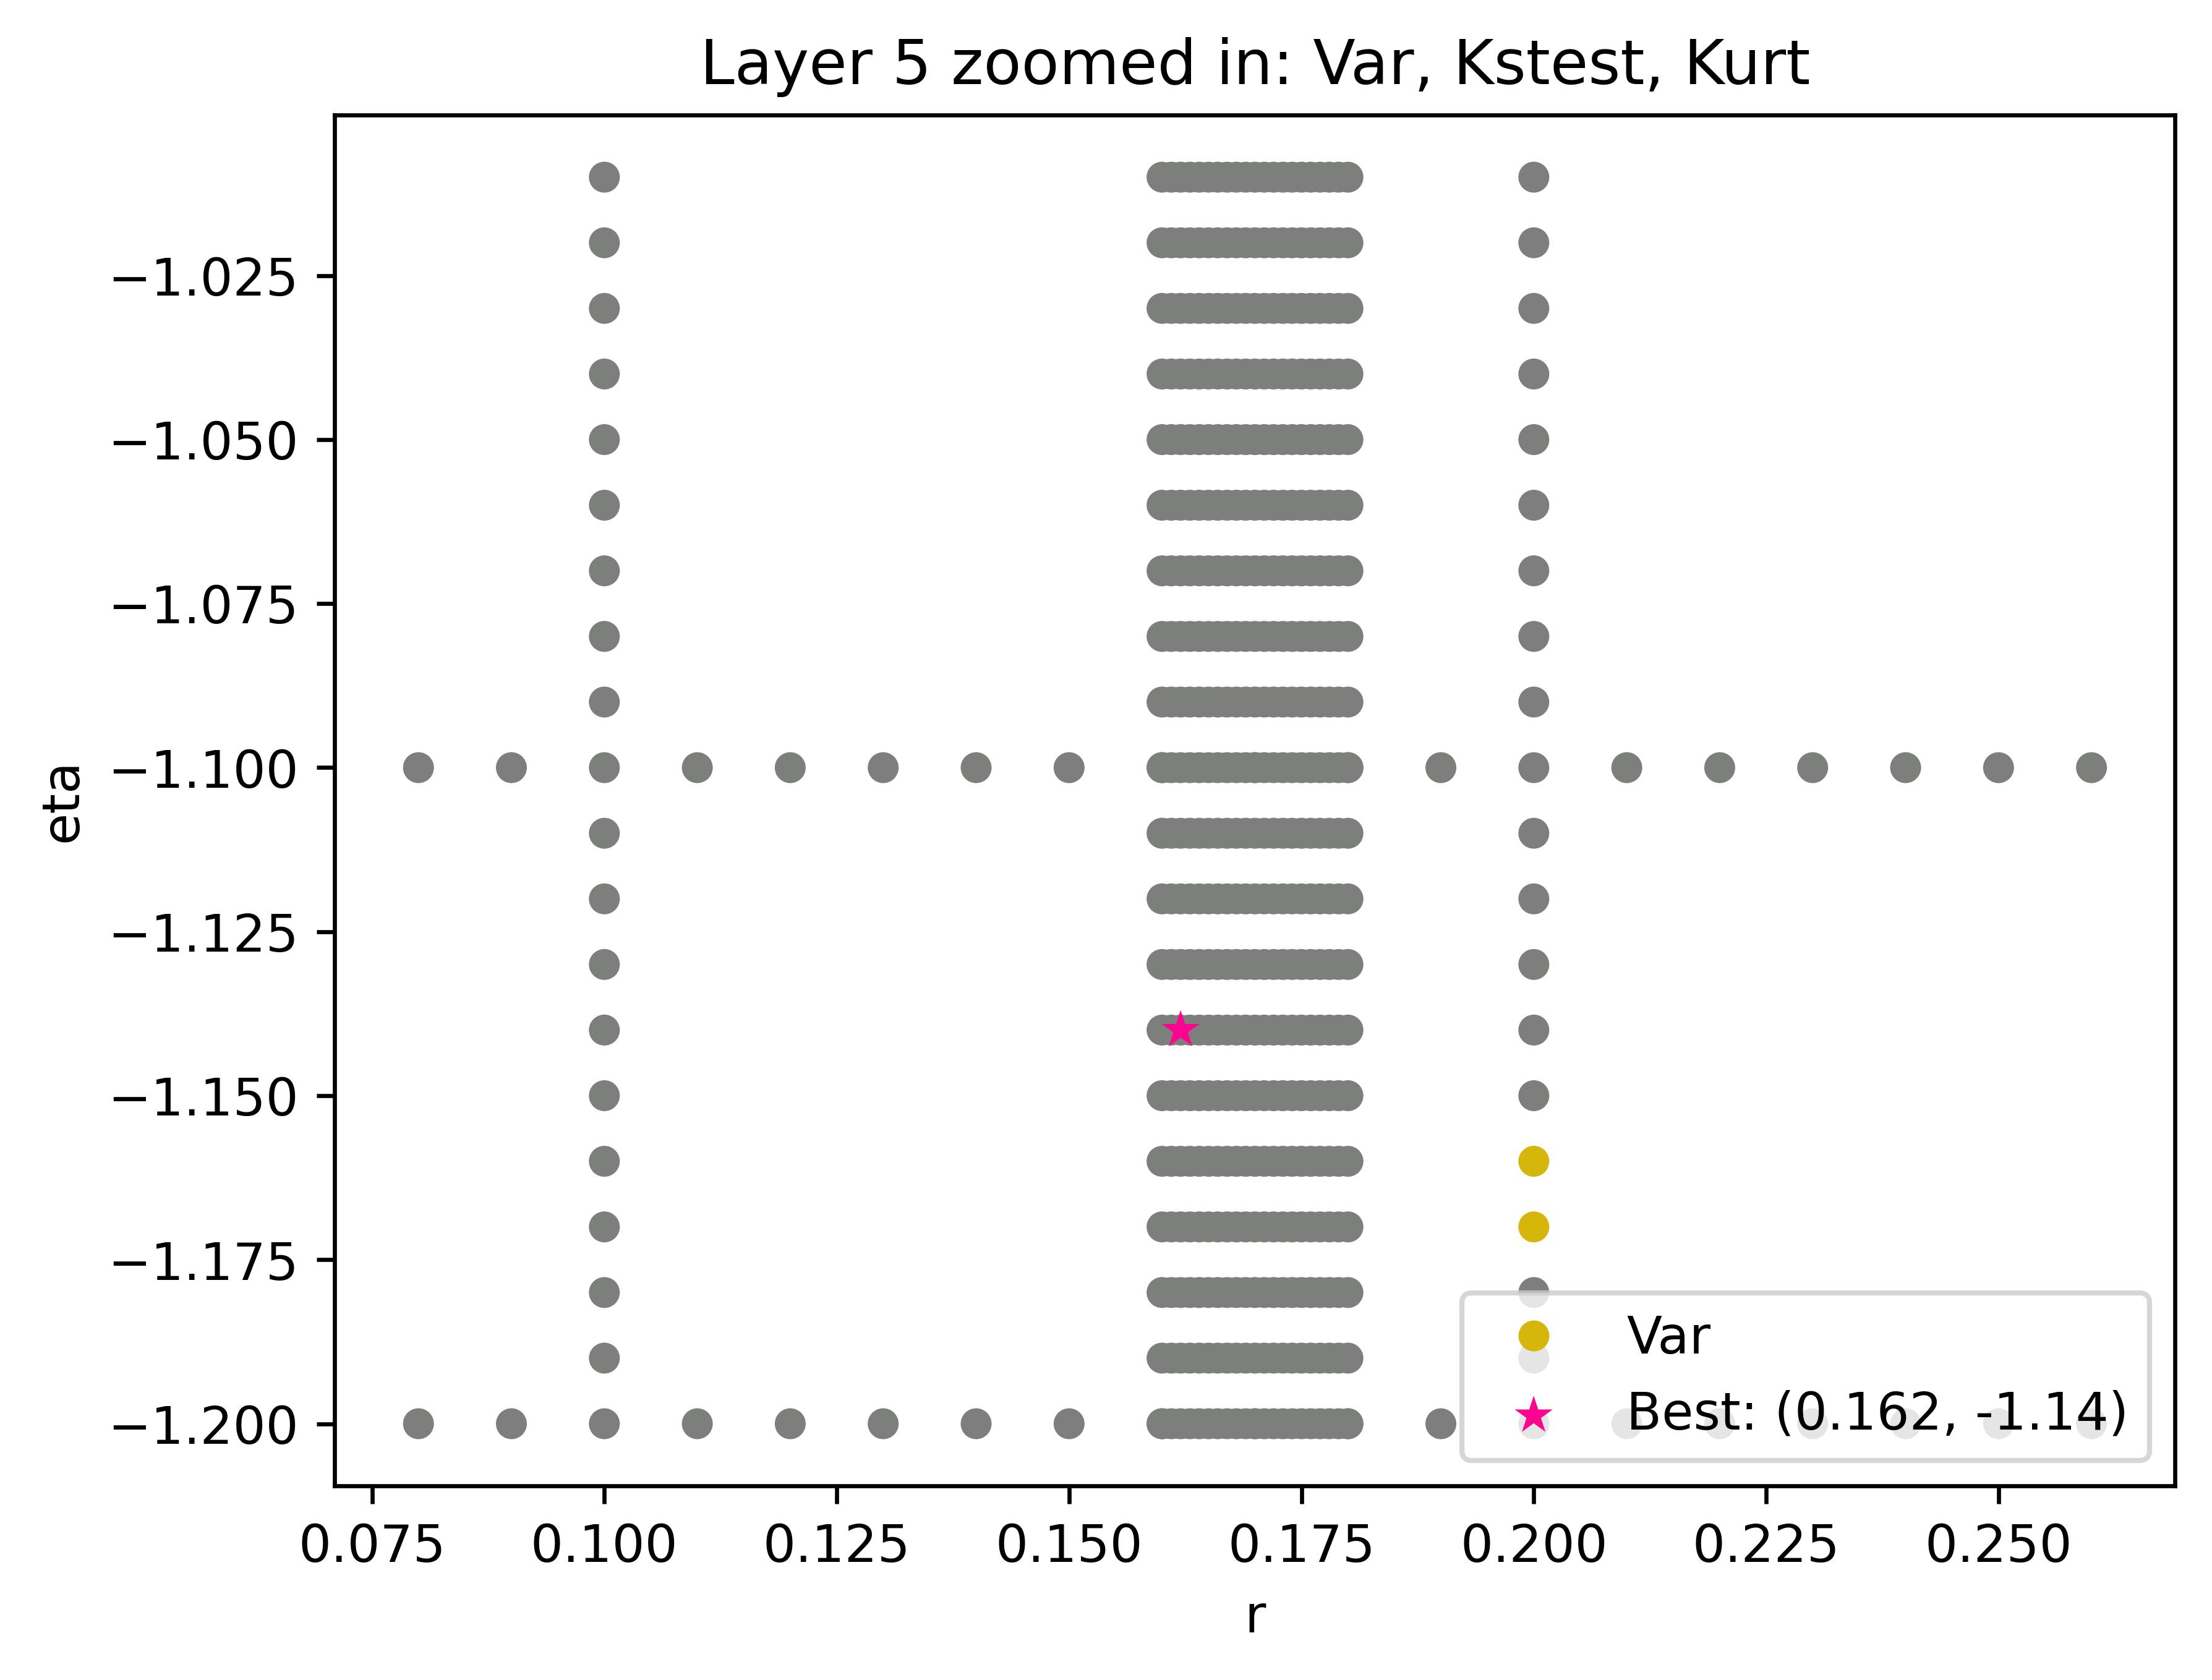 Layer 5 zoomed in: Var, Kstest, Kurt
−1.025
−1.050
−1.075
−1.100
−1.125
−1.150
−1.175
−1.200
eta
Var
Best: (0.162, -1.14)
0.075 0.100 0.125 0.150 0.175 0.200 0.225 0.250
r